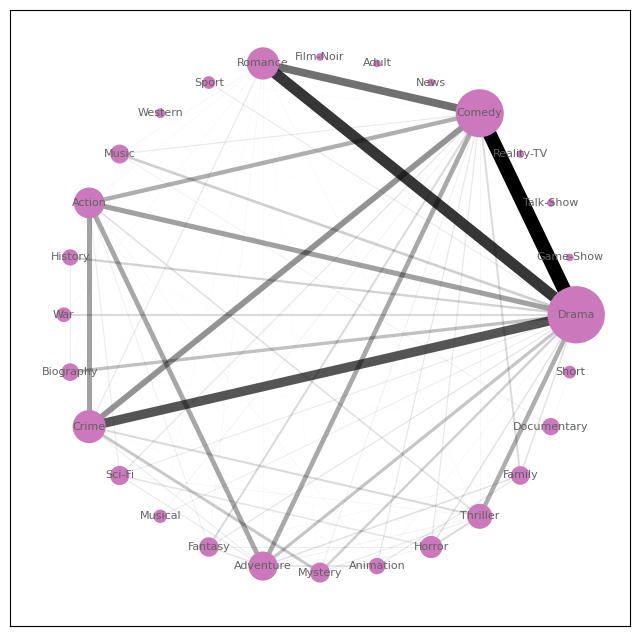 Film-Noir
Romance
Adult
Sport
News
Western
Comedy
Music
Reality-TV
Action
Talk-Show
History
Game-Show
War
Drama
Biography
Short
Crime
Documentary
Sci-Fi
Family
Musical
Thriller
Fantasy
Horror
Adventure
Animation
Mystery